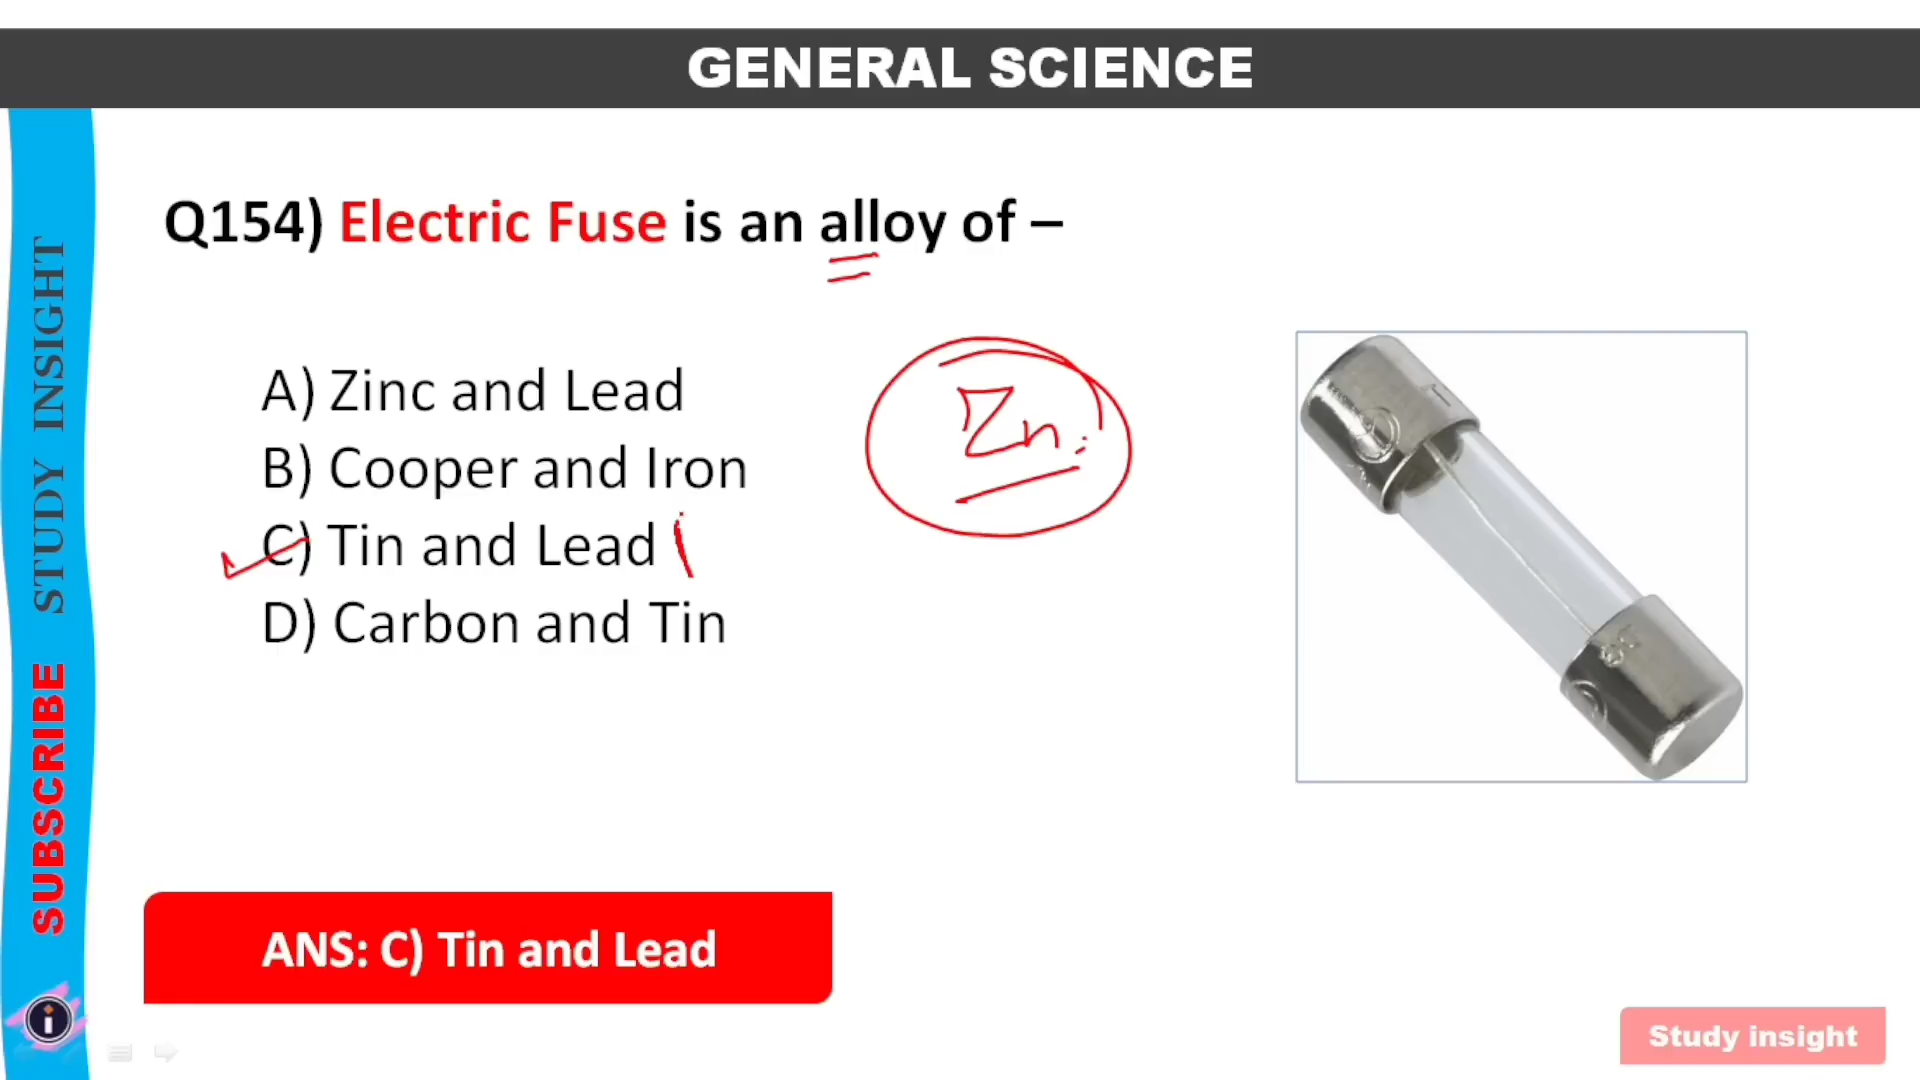 GENERAL SCIENCE
Q154) Electric Fuse is an alloy of –
A) Zinc and Lead
B) Cooper and Iron
C) Tin and Lead
D) Carbon and Tin
Zn
ANS: C) Tin and Lead
SUBSCRIBE STUDY INSIGHT
i
Study insight